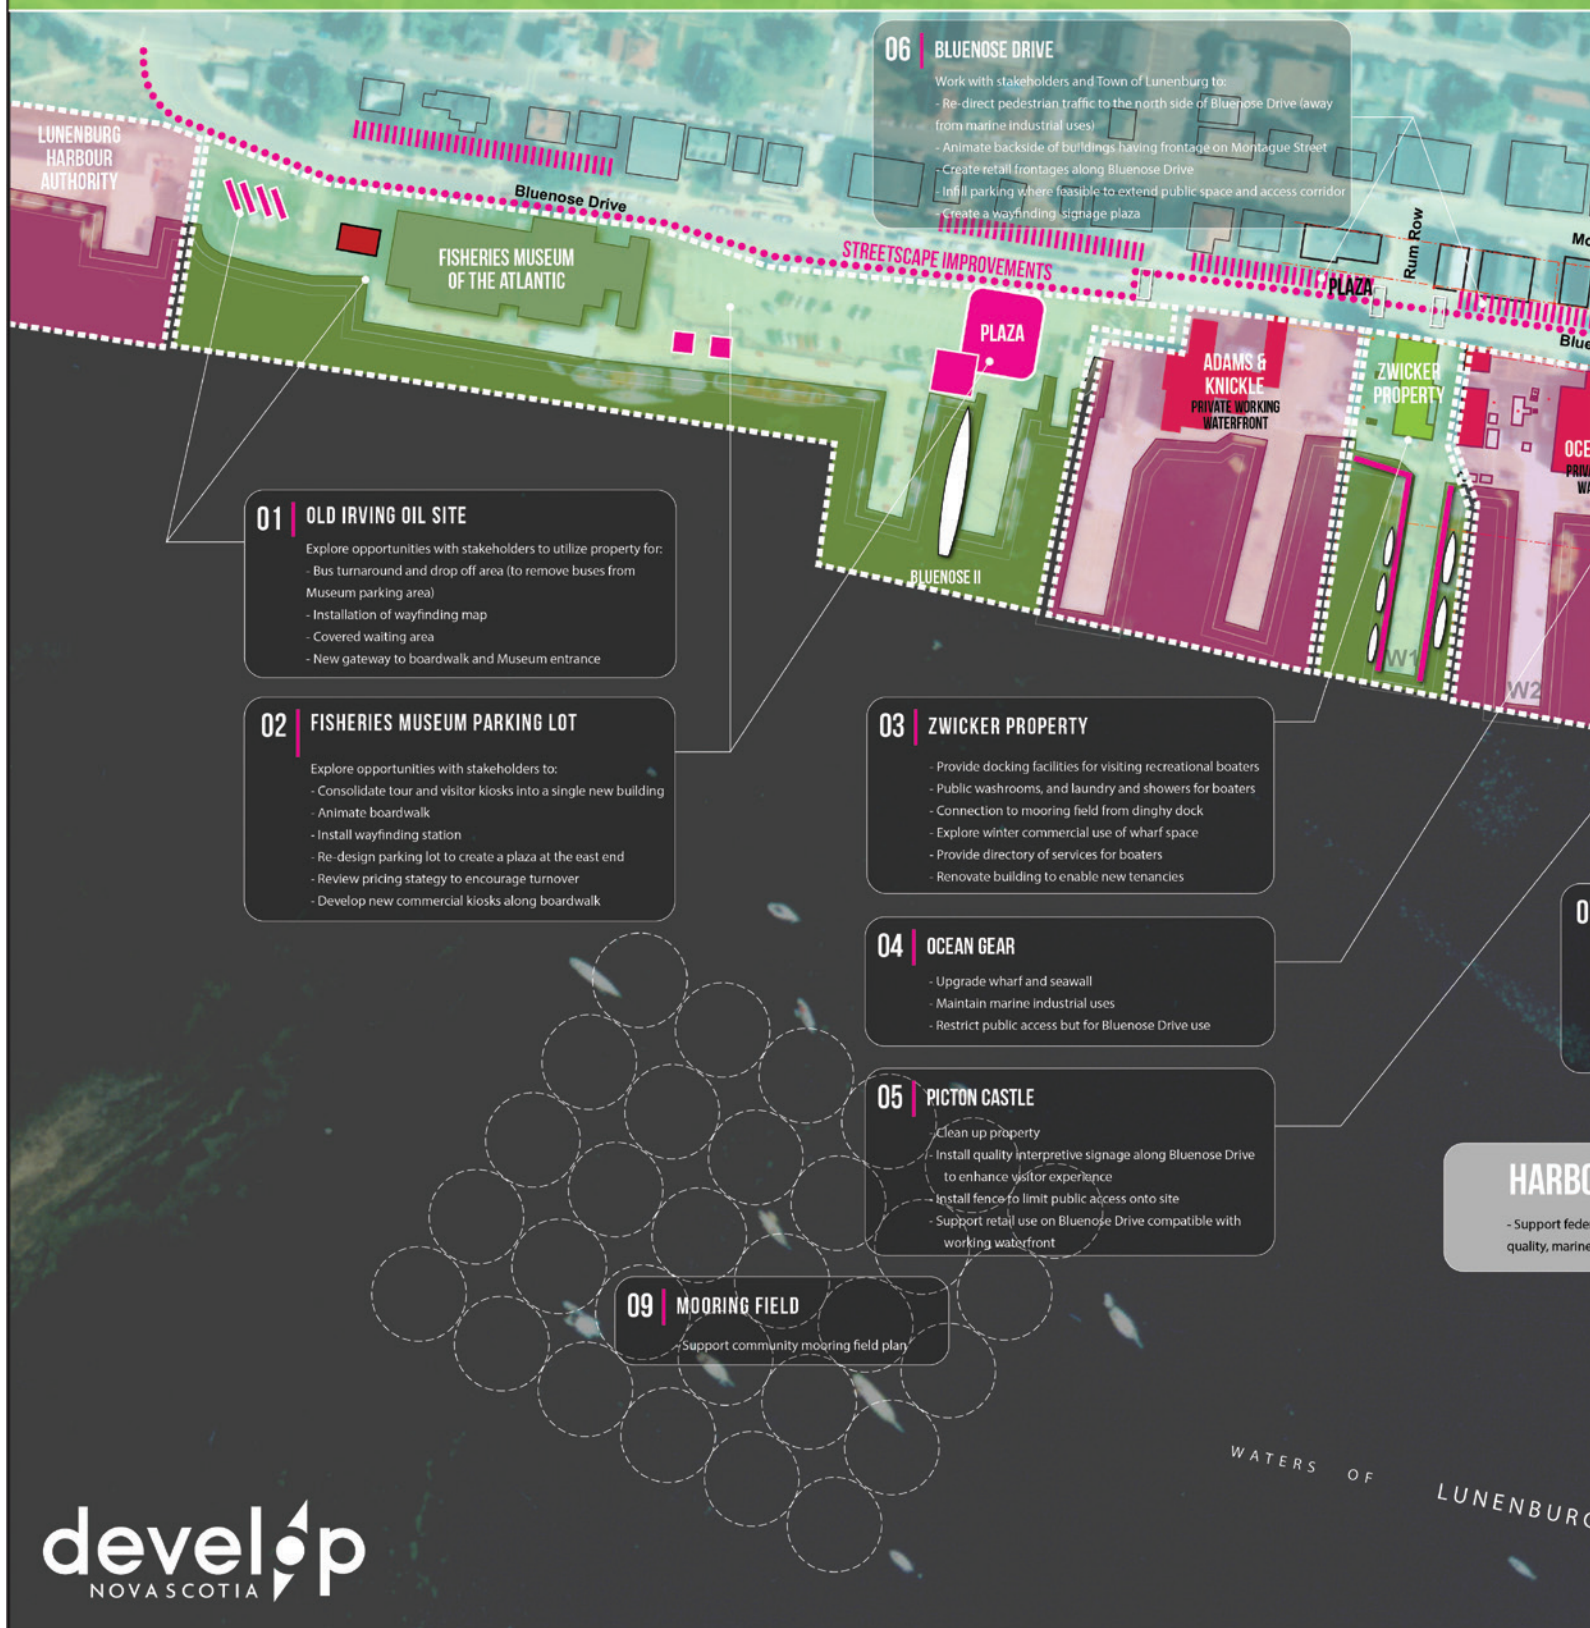 06 BLUENOSE DRIVE
Work with stakeholders and Town of Lunenburg to:
- Re-direct pedestrian traffic to the north side of Bluenose Drive (away
from marine industrial uses)
- Animate backside of buildings having frontage on Montague Street
- Create retail frontages along Bluenose Drive
- Infill parking where feasible to extend public space and access corridor
- Create a wayfinding signage plaza
LUNENBURG
HARBOUR
AUTHORITY
Bluenose Drive
FISHERIES MUSEUM
OF THE ATLANTIC
STREETSCAPE IMPROVEMENTS
PLAZA
Rum Row
PLAZA
Mo
Blue
ADAMS &
KNICKLE
PRIVATE WORKING
WATERFRONT
ZWICKER
PROPERTY
OCE
PRIVA
WA
BLUENOSE II
W1
W2
01 OLD IRVING OIL SITE
Explore opportunities with stakeholders to utilize property for:
- Bus turnaround and drop off area (to remove buses from
Museum parking area)
- Installation of wayfinding map
- Covered waiting area
- New gateway to boardwalk and Museum entrance
02 FISHERIES MUSEUM PARKING LOT
Explore opportunities with stakeholders to:
- Consolidate tour and visitor kiosks into a single new building
- Animate boardwalk
- Install wayfinding station
- Re-design parking lot to create a plaza at the east end
- Review pricing stategy to encourage turnover
- Develop new commercial kiosks along boardwalk
03 ZWICKER PROPERTY
- Provide docking facilities for visiting recreational boaters
- Public washrooms, and laundry and showers for boaters
- Connection to mooring field from dinghy dock
- Explore winter commercial use of wharf space
- Provide directory of services for boaters
- Renovate building to enable new tenancies
04 OCEAN GEAR
- Upgrade wharf and seawall
- Maintain marine industrial uses
- Restrict public access but for Bluenose Drive use
05 PICTON CASTLE
- Clean up property
- Install quality interpretive signage along Bluenose Drive
to enhance visitor experience
- Install fence to limit public access onto site
- Support retail use on Bluenose Drive compatible with
working waterfront
0
HARBO
- Support feder
quality, marine
09 MOORING FIELD
- Support community mooring field plan
WATERS OF LUNENBURG
develop
NOVA SCOTIA